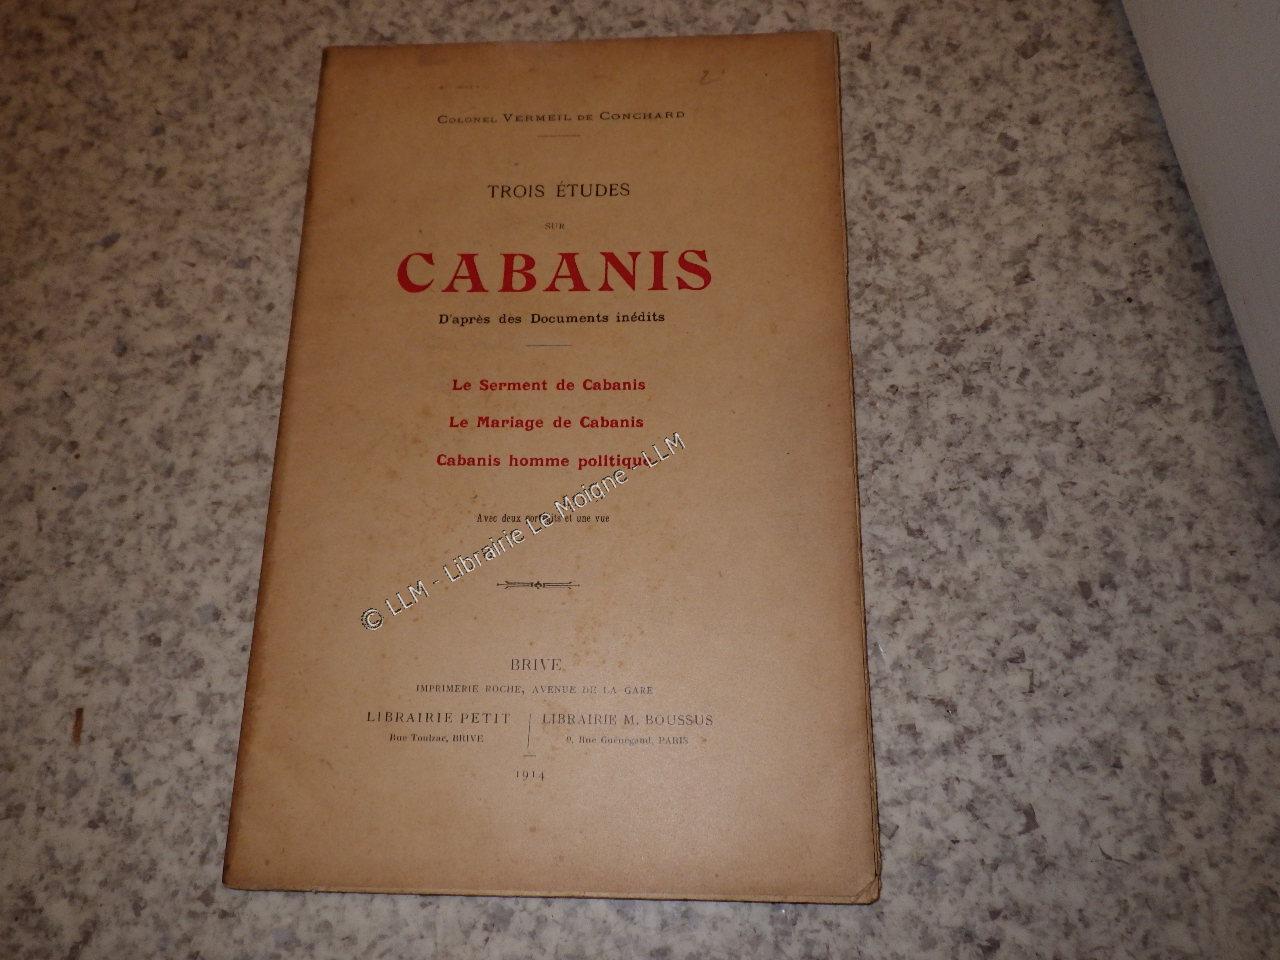 Colonel Vermeil de Conchard
TROIS ÉTUDES
SUR
CABANIS
D'après des Documents inédits
Le Serment de Cabanis
Le Mariage de Cabanis
Cabanis homme politique
Avec deux portraits et une vue
© LLM - Librairie Le Moigne - LLM
BRIVE
IMPRIMERIE ROCHE, AVENUE DE LA GARE
LIBRAIRIE PETIT
Rue Toulzac, BRIVE
LIBRAIRIE M. BOUSSUS
Rue Guénégaud, PARIS
1914